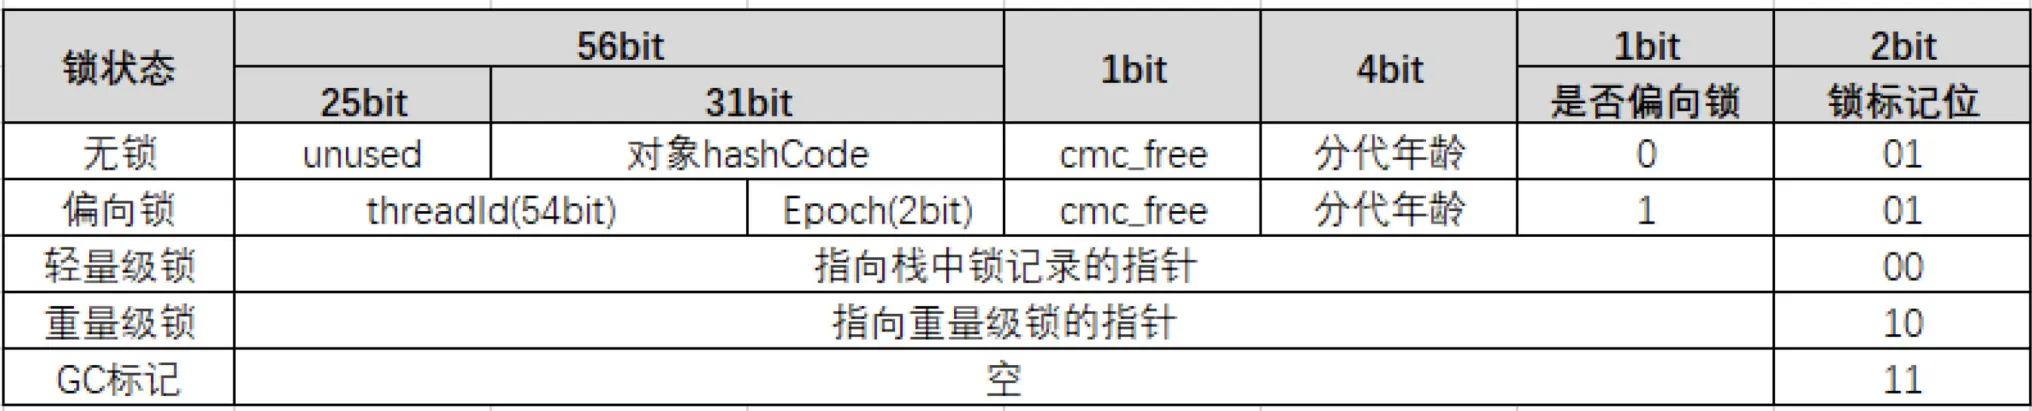 锁状态 56bit 1bit 4bit 1bit 2bit
25bit 31bit 是否偏向锁 锁标记位
无锁 unused 对象hashCode cmc_free 分代年龄 0 01
偏向锁 threadId(54bit) Epoch(2bit) cmc_free 分代年龄 1 01
轻量级锁 指向栈中锁记录的指针 00
重量级锁 指向重量级锁的指针 10
GC标记 空 11